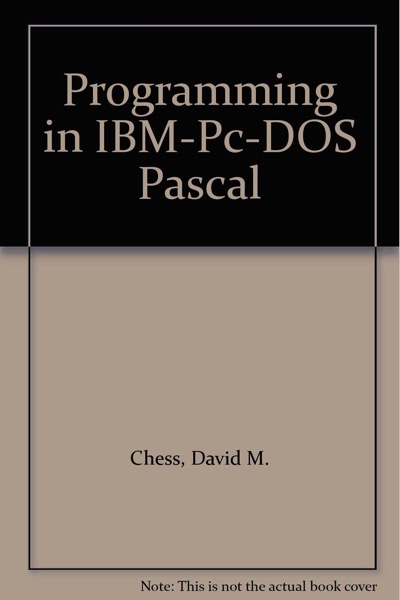 Programming
in IBM-Pc-DOS
Pascal
Chess, David M.
Note: This is not the actual book cover